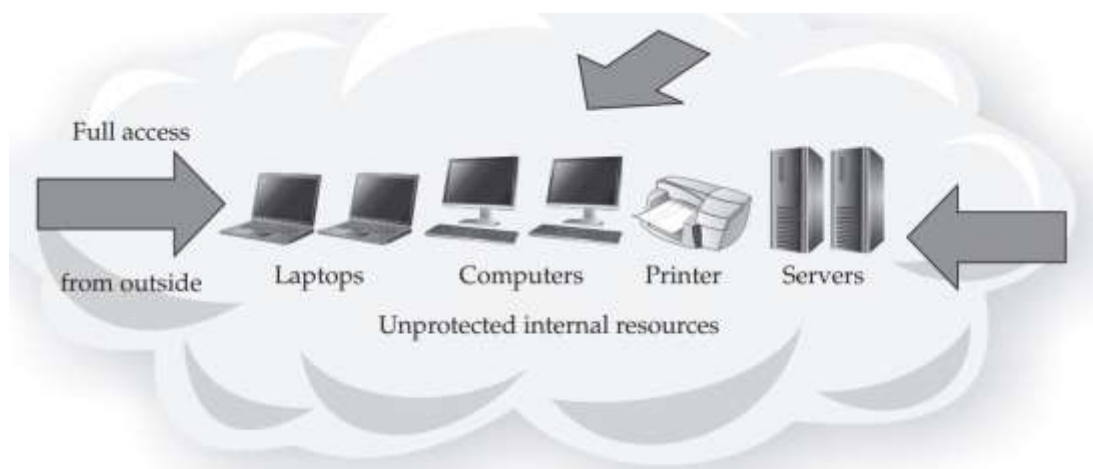 Full access
from outside
Laptops
Computers
Printer
Servers
Unprotected internal resources